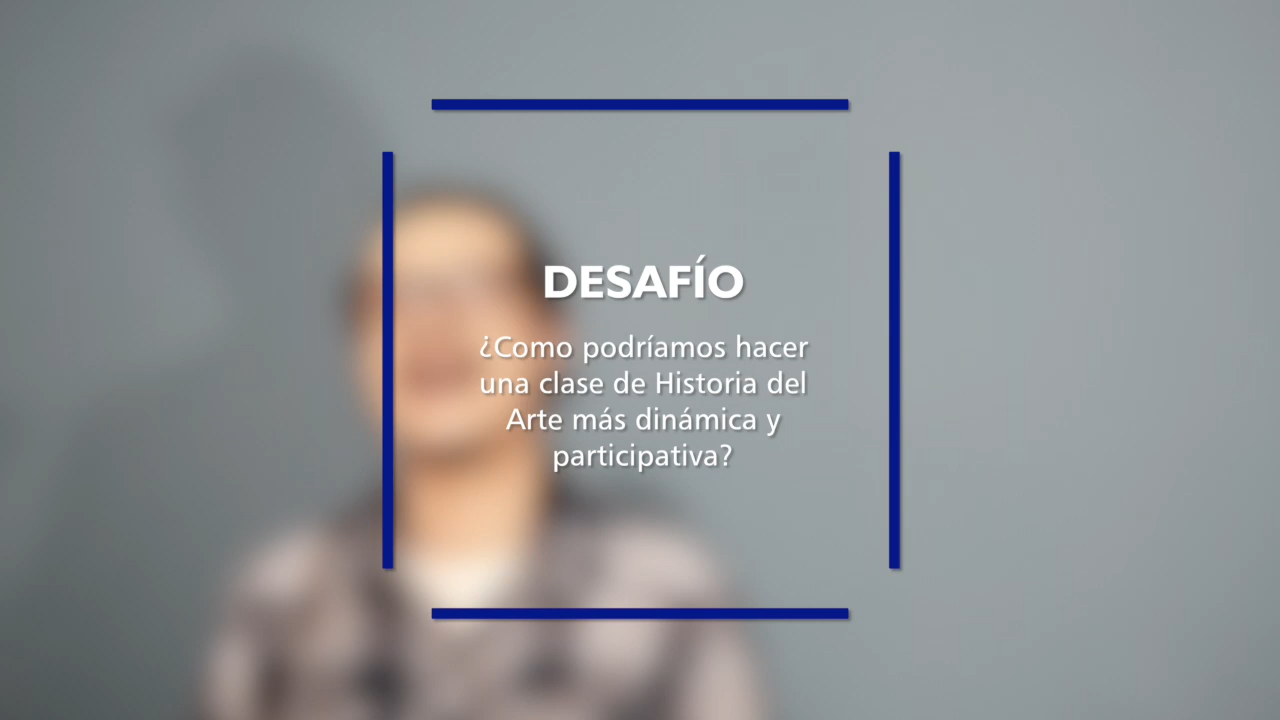 DESAFÍO
¿Como podríamos hacer
una clase de Historia del
Arte más dinámica y
participativa?